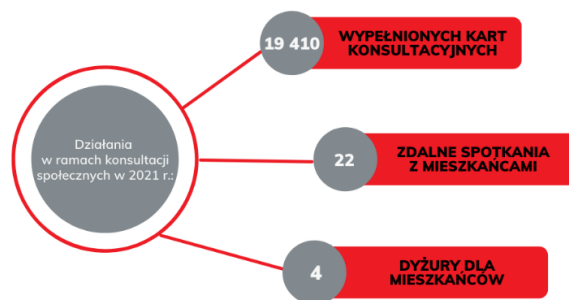 19 410
WYPEŁNIONYCH KART
KONSULTACYJNYCH
Działania
w ramach konsultacji
społecznych w 2021 r.:
22
ZDALNE SPOTKANIA
Z MIESZKAŃCAMI
4
DYŻURY DLA
MIESZKAŃCÓW